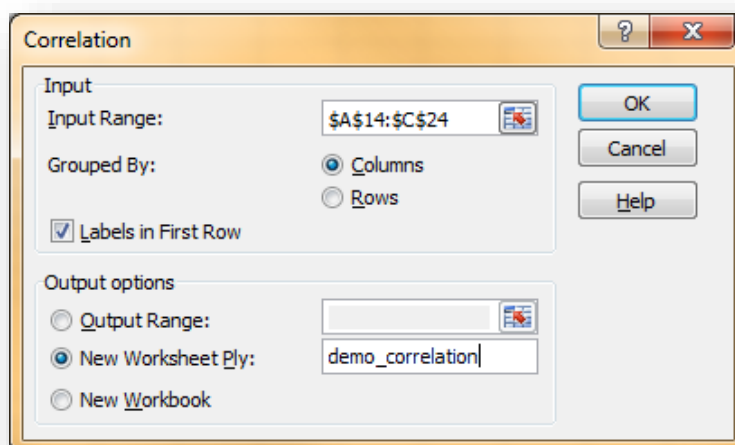 Correlation
?
X
Input
Input Range:
$A$14:$C$24
Grouped By:
Columns
Rows
Labels in First Row
Output options
Output Range:
New Worksheet Ply:
demo_correlation
New Workbook
OK
Cancel
Help